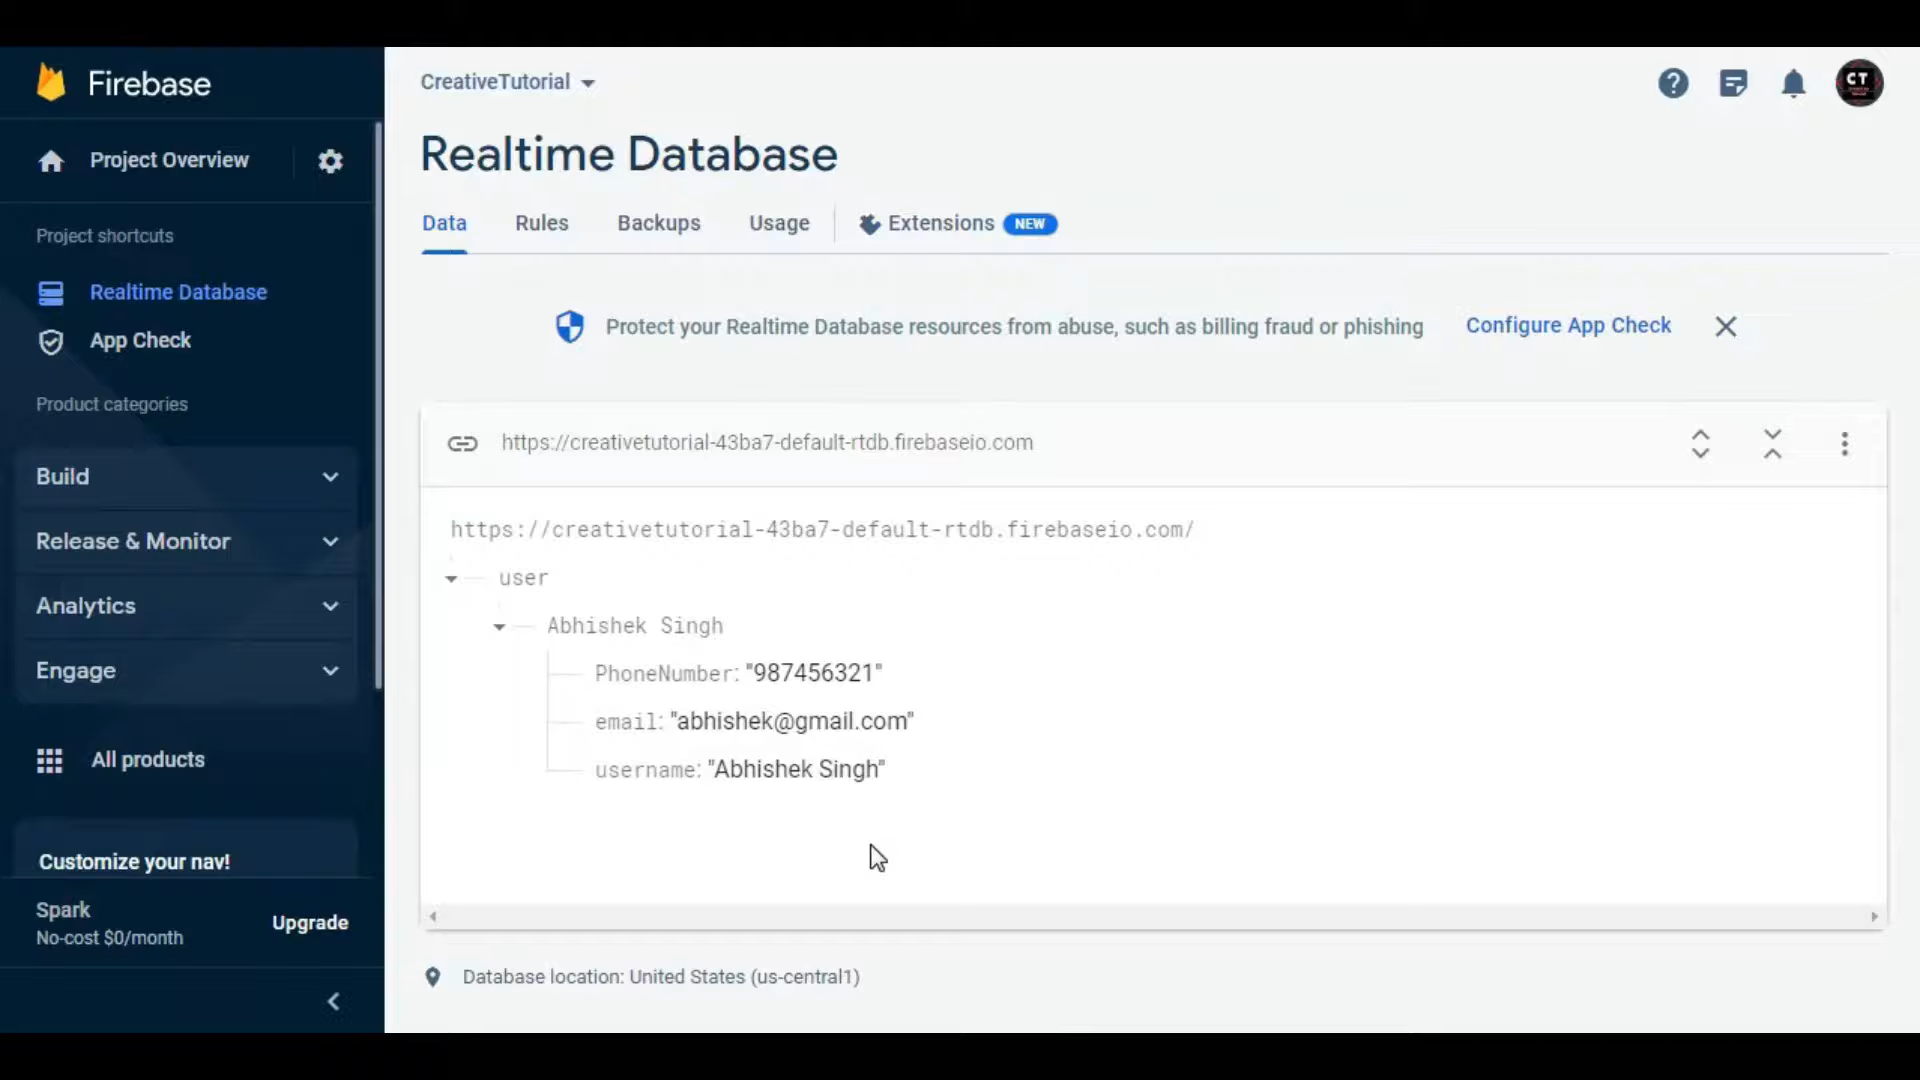 Firebase
Project Overview
Project shortcuts
Realtime Database
App Check
Product categories
Build
Release & Monitor
Analytics
Engage
All products
Customize your nav!
Spark
No-cost $0/month
Upgrade
CreativeTutorial
CT
Realtime Database
Data Rules Backups Usage Extensions NEW
Protect your Realtime Database resources from abuse, such as billing fraud or phishing Configure App Check
https://creativetutorial-43ba7-default-rtdb.firebaseio.com
https://creativetutorial-43ba7-default-rtdb.firebaseio.com/
user
Abhishek Singh
PhoneNumber: "987456321"
email: "abhishek@gmail.com"
username: "Abhishek Singh"
Database location: United States (us-central1)